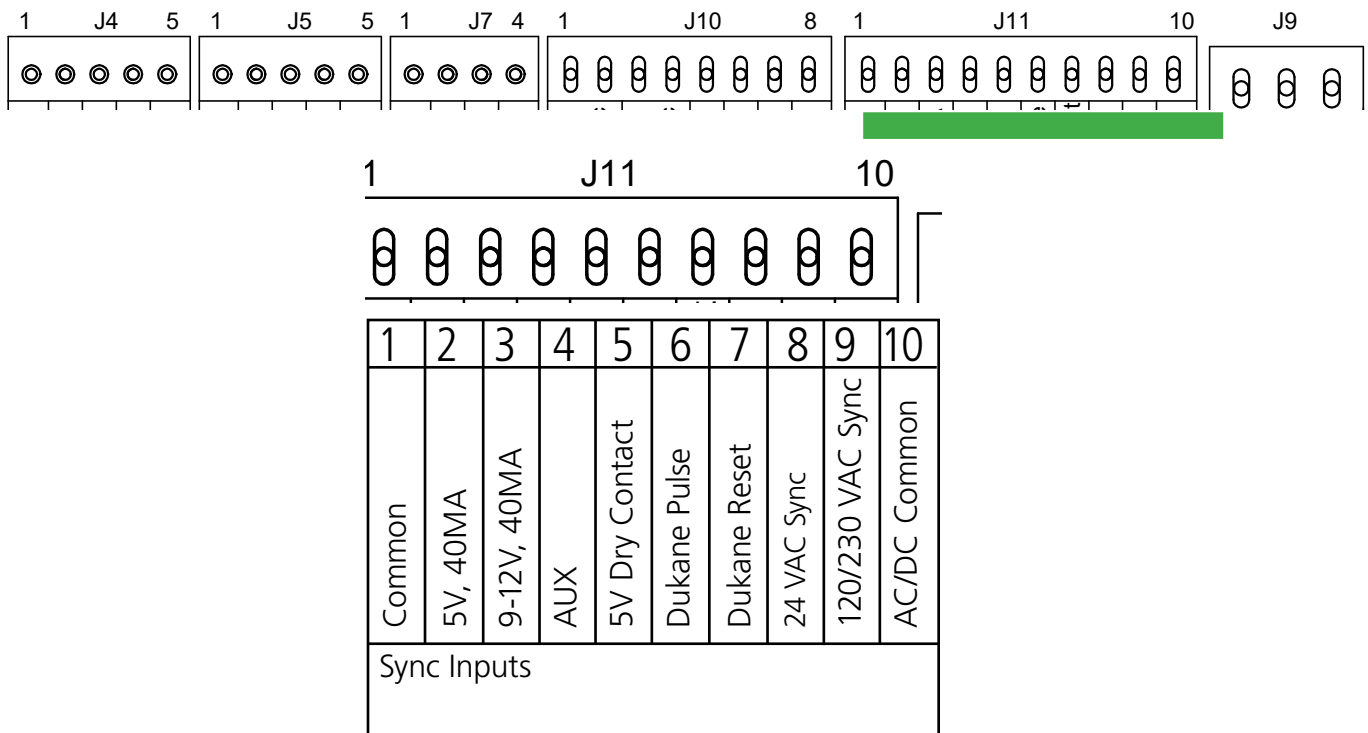 1 J4 5 1 J5 5 1 J7 4 1 J10 8 1 J11 10 J9
1 J11 10
1 2 3 4 5 6 7 8 9 10
Common
5V, 40MA
9-12V, 40MA
AUX
5V Dry Contact
Dukane Pulse
Dukane Reset
24 VAC Sync
120/230 VAC Sync
AC/DC Common
Sync Inputs